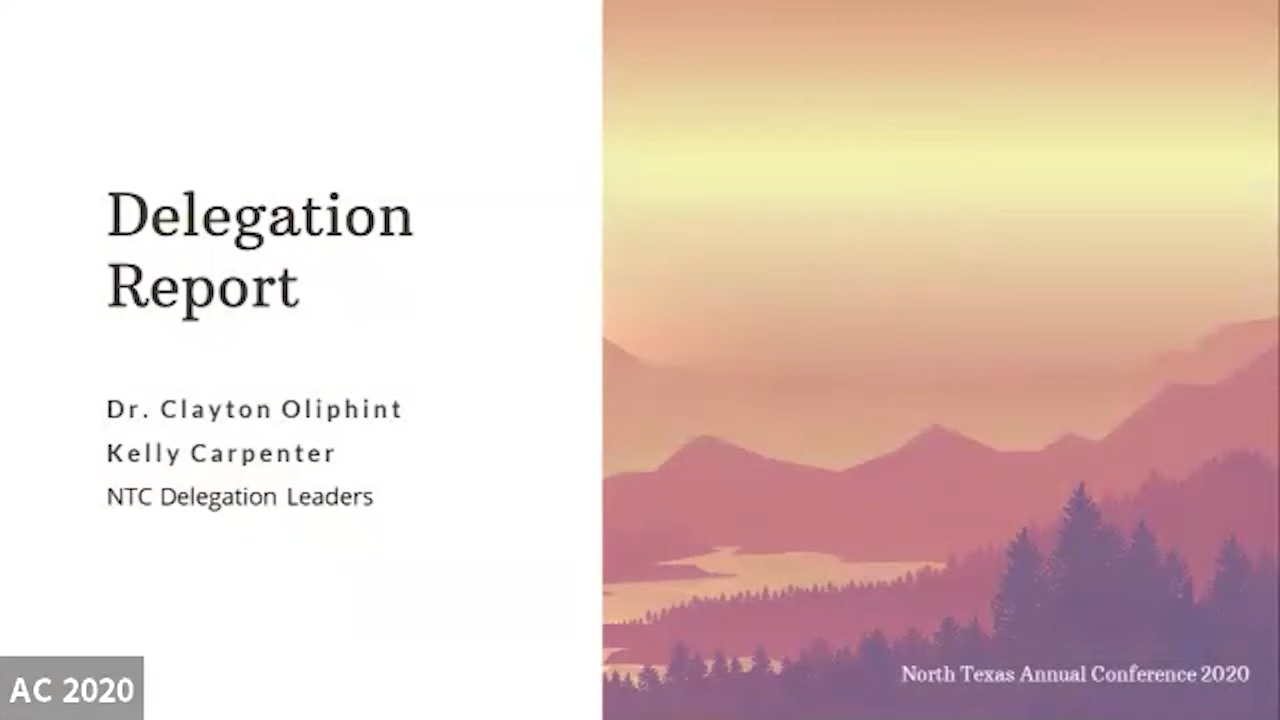 Delegation
Report
Dr. Clayton Oliphint
Kelly Carpenter
NTC Delegation Leaders
AC 2020
North Texas Annual Conference 2020